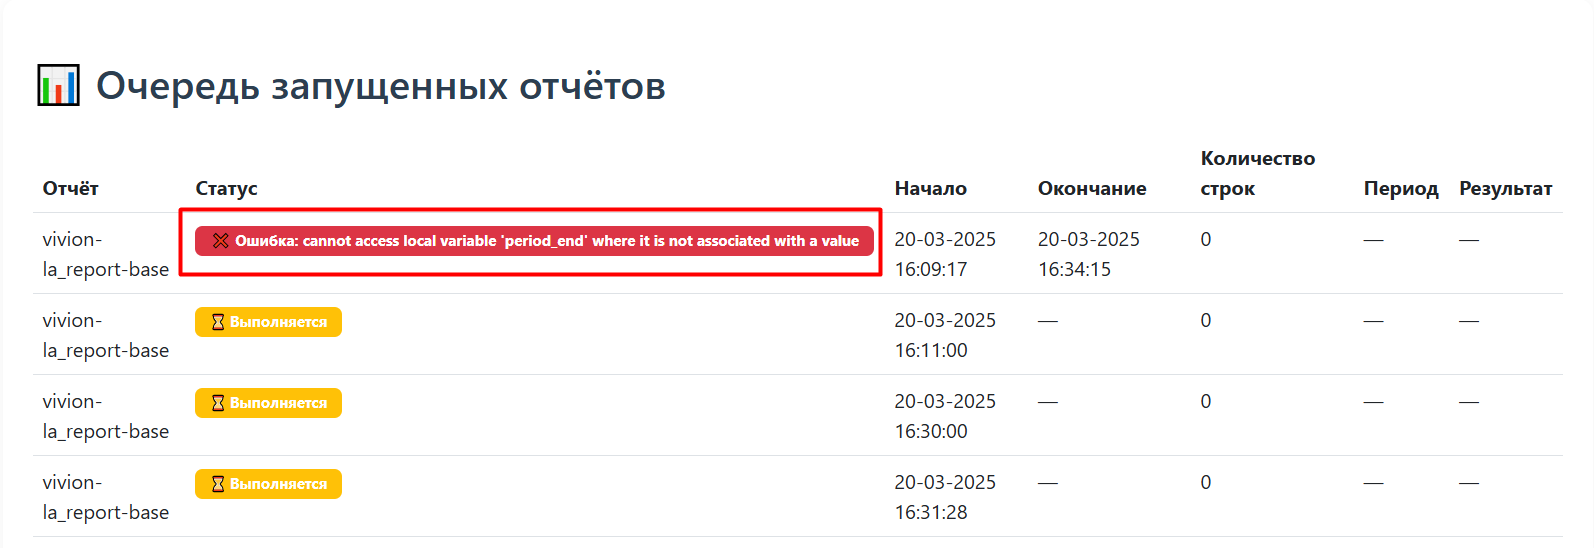 Очередь запущенных отчётов
Количество
Отчёт Статус Начало Окончание строк Период Результат
vivion- Ошибка: cannot access local variable 'period_end' where it is not associated with a value 20-03-2025 20-03-2025 0 — —
la_report-base 16:09:17 16:34:15
vivion- Выполняется 20-03-2025 — 0 — —
la_report-base 16:11:00
vivion- Выполняется 20-03-2025 — 0 — —
la_report-base 16:30:00
vivion- Выполняется 20-03-2025 — 0 — —
la_report-base 16:31:28